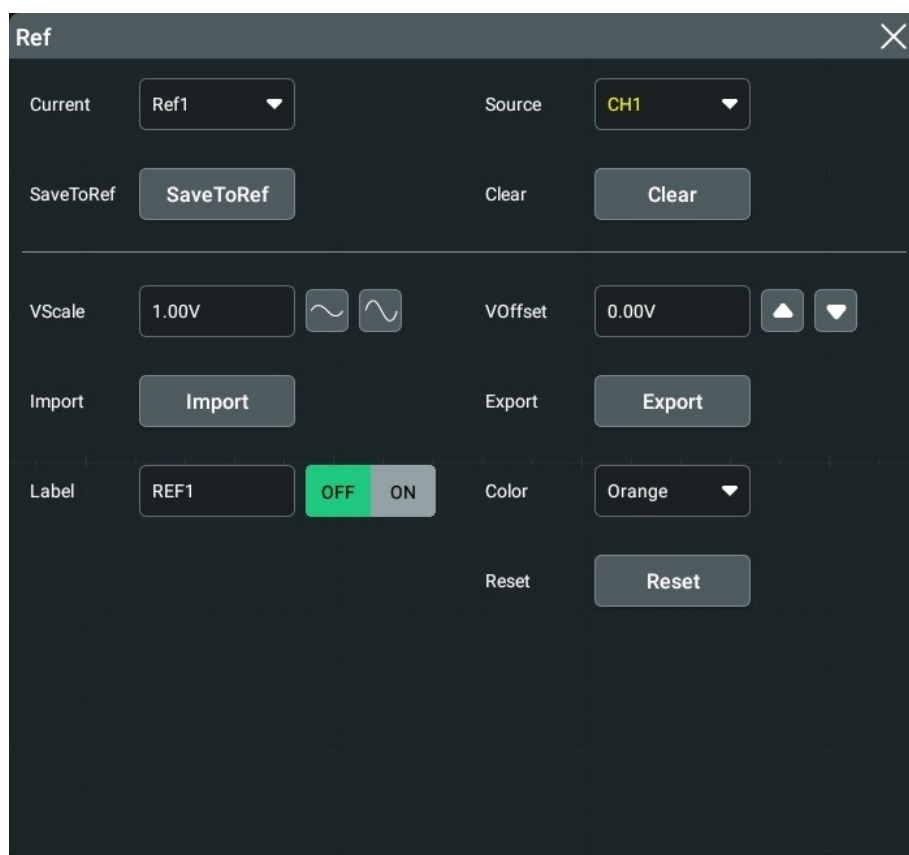 Ref
Current Ref1 Source CH1
SaveToRef SaveToRef Clear Clear
VScale 1.00V VOffset 0.00V
Import Import Export Export
Label REF1 OFF ON Color Orange
Reset Reset